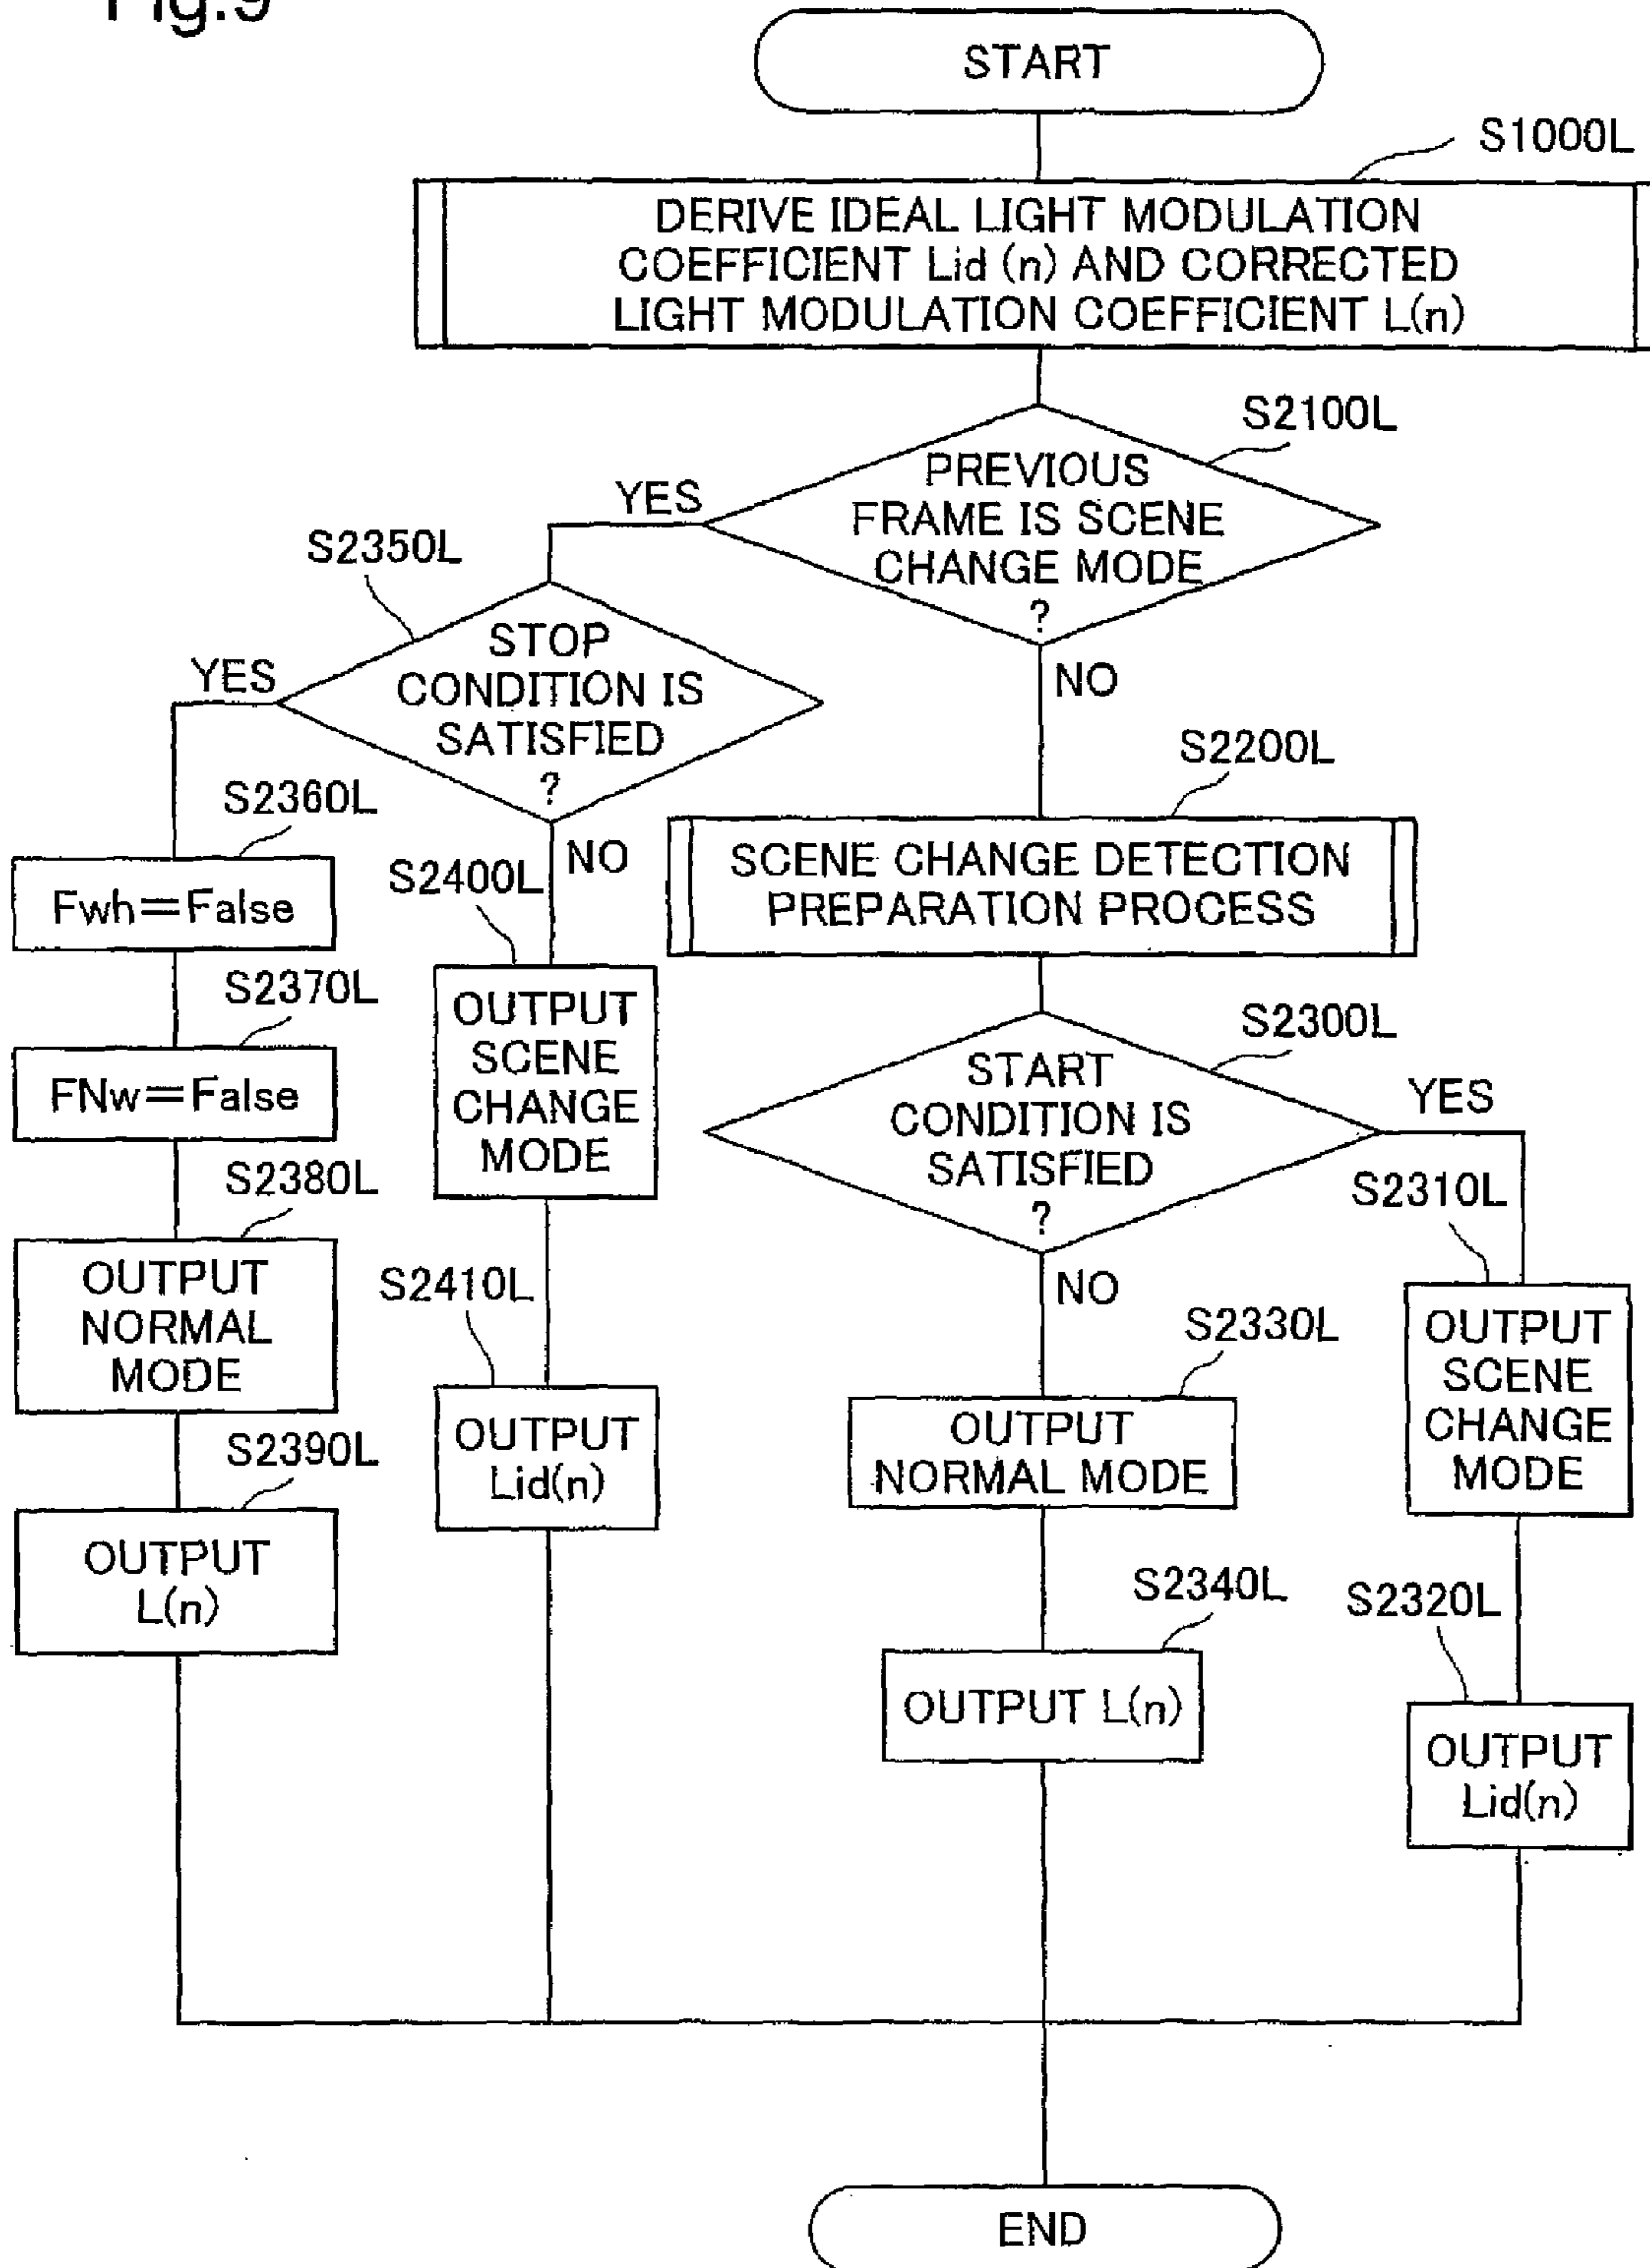 Fig.9
START
S1000L
DERIVE IDEAL LIGHT MODULATION
COEFFICIENT Lid (n) AND CORRECTED
LIGHT MODULATION COEFFICIENT L(n)
S2100L
PREVIOUS
FRAME IS SCENE
CHANGE MODE
?
YES
NO
S2350L
STOP
CONDITION IS
SATISFIED
?
YES
NO
S2360L
Fwh=False
S2370L
FNw=False
S2380L
OUTPUT
NORMAL
MODE
S2390L
OUTPUT
L(n)
S2400L
OUTPUT
SCENE
CHANGE
MODE
S2410L
OUTPUT
Lid(n)
S2200L
SCENE CHANGE DETECTION
PREPARATION PROCESS
S2300L
START
CONDITION IS
SATISFIED
?
YES
NO
S2330L
OUTPUT
NORMAL MODE
S2340L
OUTPUT L(n)
S2310L
OUTPUT
SCENE
CHANGE
MODE
S2320L
OUTPUT
Lid(n)
END